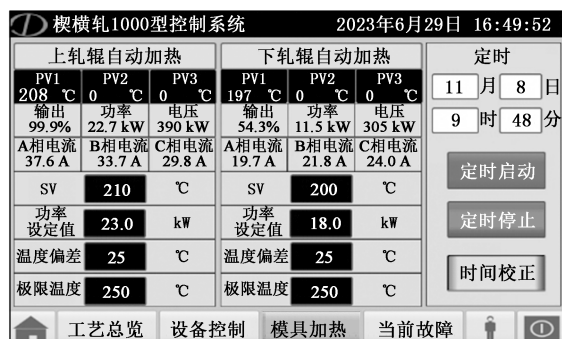 楔横轧1000型控制系统 2023年6月29日 16:49:52
上轧辊自动加热 下轧辊自动加热 定时
PV1 PV2 PV3 PV1 PV2 PV3
208 ℃ 0 ℃ 0 ℃ 197 ℃ 0 ℃ 0 ℃
11 月 8 日
输出 功率 电压 输出 功率 电压
99.9% 22.7 kW 390 kW 54.3% 11.5 kW 305 kW
9 时 48 分
A相电流 B相电流 C相电流 A相电流 B相电流 C相电流
37.6 A 33.7 A 29.8 A 19.7 A 21.8 A 24.0 A
定时启动
SV 210 ℃ SV 200 ℃
功率设定值 23.0 kW 功率设定值 18.0 kW
定时停止
温度偏差 25 ℃ 温度偏差 25 ℃
时间校正
极限温度 250 ℃ 极限温度 250 ℃
工艺总览 设备控制 模具加热 当前故障